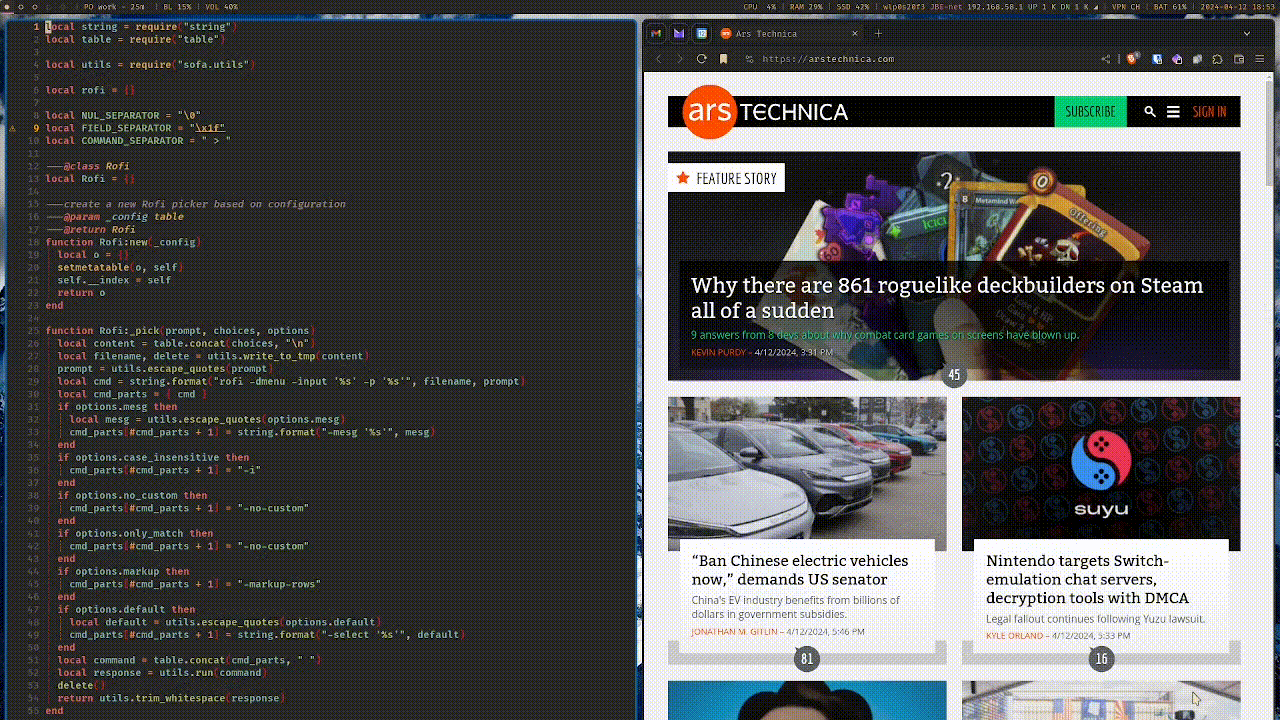 PO work - 25m | BL 15% | VOL 40%
CPU 4% | RAM 29% | SSD 42% | wlp0s20f3 JBE-net 192.168.50.1 UP 1 K DN 1 K | VPN CH | BAT 61% | 2024-04-12 18:53
1 local string = require("string")
2 local table = require("table")
3
4 local utils = require("sofa.utils")
5
6 local rofi = {}
7
8 local NUL_SEPARATOR = "\0"
9 local FIELD_SEPARATOR = "\x1f"
10 local COMMAND_SEPARATOR = " > "
11
12 ---@class Rofi
13 local Rofi = {}
14
15 ---create a new Rofi picker based on configuration
16 ---@param _config table
17 ---@return Rofi
18 function Rofi:new(_config)
19 local o = {}
20 setmetatable(o, self)
21 self.__index = self
22 return o
23 end
24
25 function Rofi:_pick(prompt, choices, options)
26 local content = table.concat(choices, "\n")
27 local filename, delete = utils.write_to_tmp(content)
28 prompt = utils.escape_quotes(prompt)
29 local cmd = string.format("rofi -dmenu -input '%s' -p '%s'", filename, prompt)
30 local cmd_parts = { cmd }
31 if options.mesg then
32 local mesg = utils.escape_quotes(options.mesg)
33 cmd_parts[#cmd_parts + 1] = string.format("-mesg '%s'", mesg)
34 end
35 if options.case_insensitive then
36 cmd_parts[#cmd_parts + 1] = "-i"
37 end
38 if options.no_custom then
39 cmd_parts[#cmd_parts + 1] = "-no-custom"
40 end
41 if options.only_match then
42 cmd_parts[#cmd_parts + 1] = "-no-custom"
43 end
44 if options.markup then
45 cmd_parts[#cmd_parts + 1] = "-markup-rows"
46 end
47 if options.default then
48 local default = utils.escape_quotes(options.default)
49 cmd_parts[#cmd_parts + 1] = string.format("-select '%s'", default)
50 end
51 local command = table.concat(cmd_parts, " ")
52 local response = utils.run(command)
53 delete()
54 return utils.trim_whitespace(response)
55 end
Ars Technica
https://arstechnica.com
ars TECHNICA
SUBSCRIBE
SIGN IN
FEATURE STORY
8 Metamind
Offering
Why there are 861 roguelike deckbuilders on Steam
all of a sudden
9 answers from 8 devs about why combat card games on screens have blown up.
KEVIN PURDY – 4/12/2024, 3:31 PM
45
“Ban Chinese electric vehicles
now,” demands US senator
China's EV industry benefits from billions of
dollars in government subsidies.
JONATHAN M. GITLIN – 4/12/2024, 5:46 PM
81
suyu
Nintendo targets Switch-
emulation chat servers,
decryption tools with DMCA
Legal fallout continues following Yuzu lawsuit.
KYLE ORLAND – 4/12/2024, 5:33 PM
16